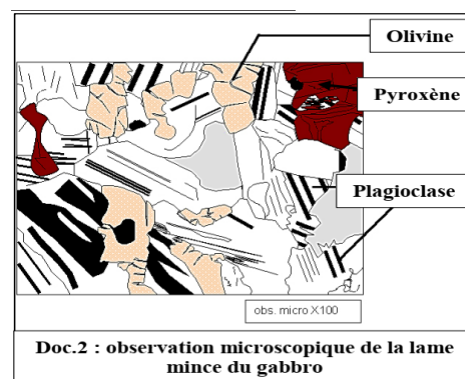 Olivine
Pyroxène
Plagioclase
obs. micro X100
Doc.2 : observation microscopique de la lame
mince du gabbro